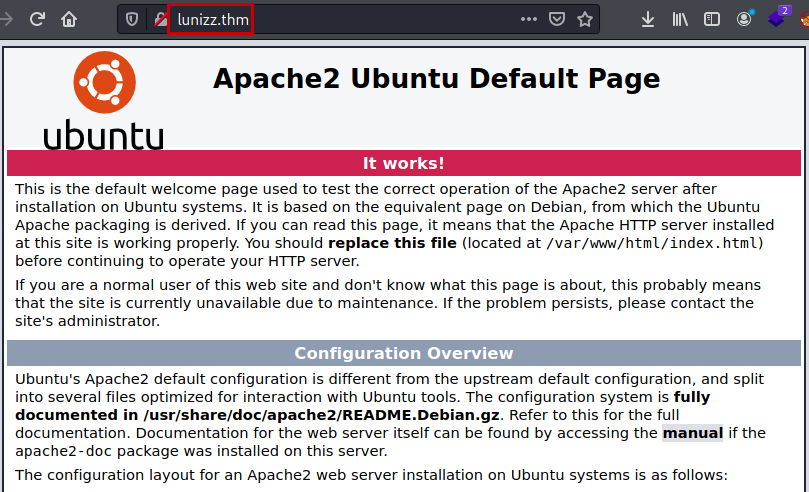 lunizz.thm
2
Apache2 Ubuntu Default Page
ubuntu
It works!
This is the default welcome page used to test the correct operation of the Apache2 server after
installation on Ubuntu systems. It is based on the equivalent page on Debian, from which the Ubuntu
Apache packaging is derived. If you can read this page, it means that the Apache HTTP server installed
at this site is working properly. You should replace this file (located at /var/www/html/index.html)
before continuing to operate your HTTP server.
If you are a normal user of this web site and don't know what this page is about, this probably means
that the site is currently unavailable due to maintenance. If the problem persists, please contact the
site's administrator.
Configuration Overview
Ubuntu's Apache2 default configuration is different from the upstream default configuration, and split
into several files optimized for interaction with Ubuntu tools. The configuration system is fully
documented in /usr/share/doc/apache2/README.Debian.gz. Refer to this for the full
documentation. Documentation for the web server itself can be found by accessing the manual if the
apache2-doc package was installed on this server.
The configuration layout for an Apache2 web server installation on Ubuntu systems is as follows: